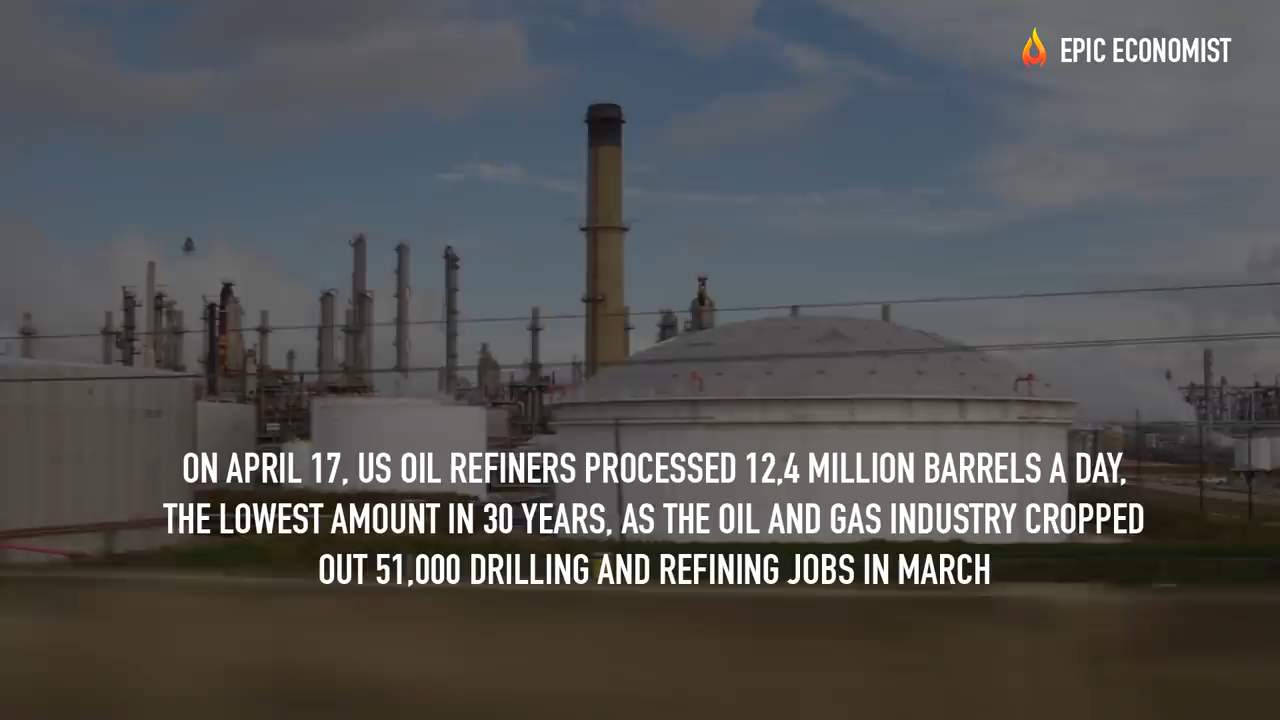 EPIC ECONOMIST
ON APRIL 17, US OIL REFINERS PROCESSED 12,4 MILLION BARRELS A DAY,
THE LOWEST AMOUNT IN 30 YEARS, AS THE OIL AND GAS INDUSTRY CROPPED
OUT 51,000 DRILLING AND REFINING JOBS IN MARCH